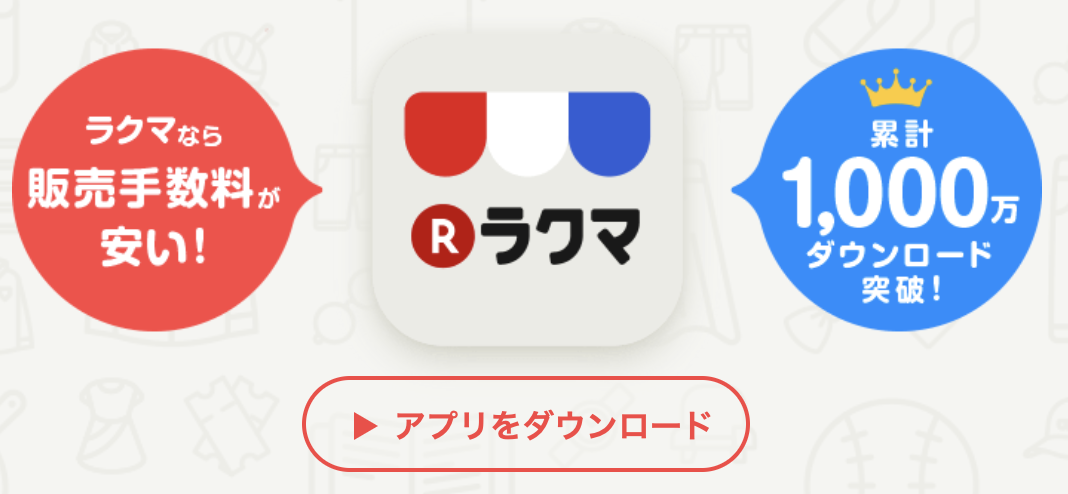 ラクマなら
販売手数料が
安い!
R ラクマ
累計
1,000万
ダウンロード
突破!
▶ アプリをダウンロード